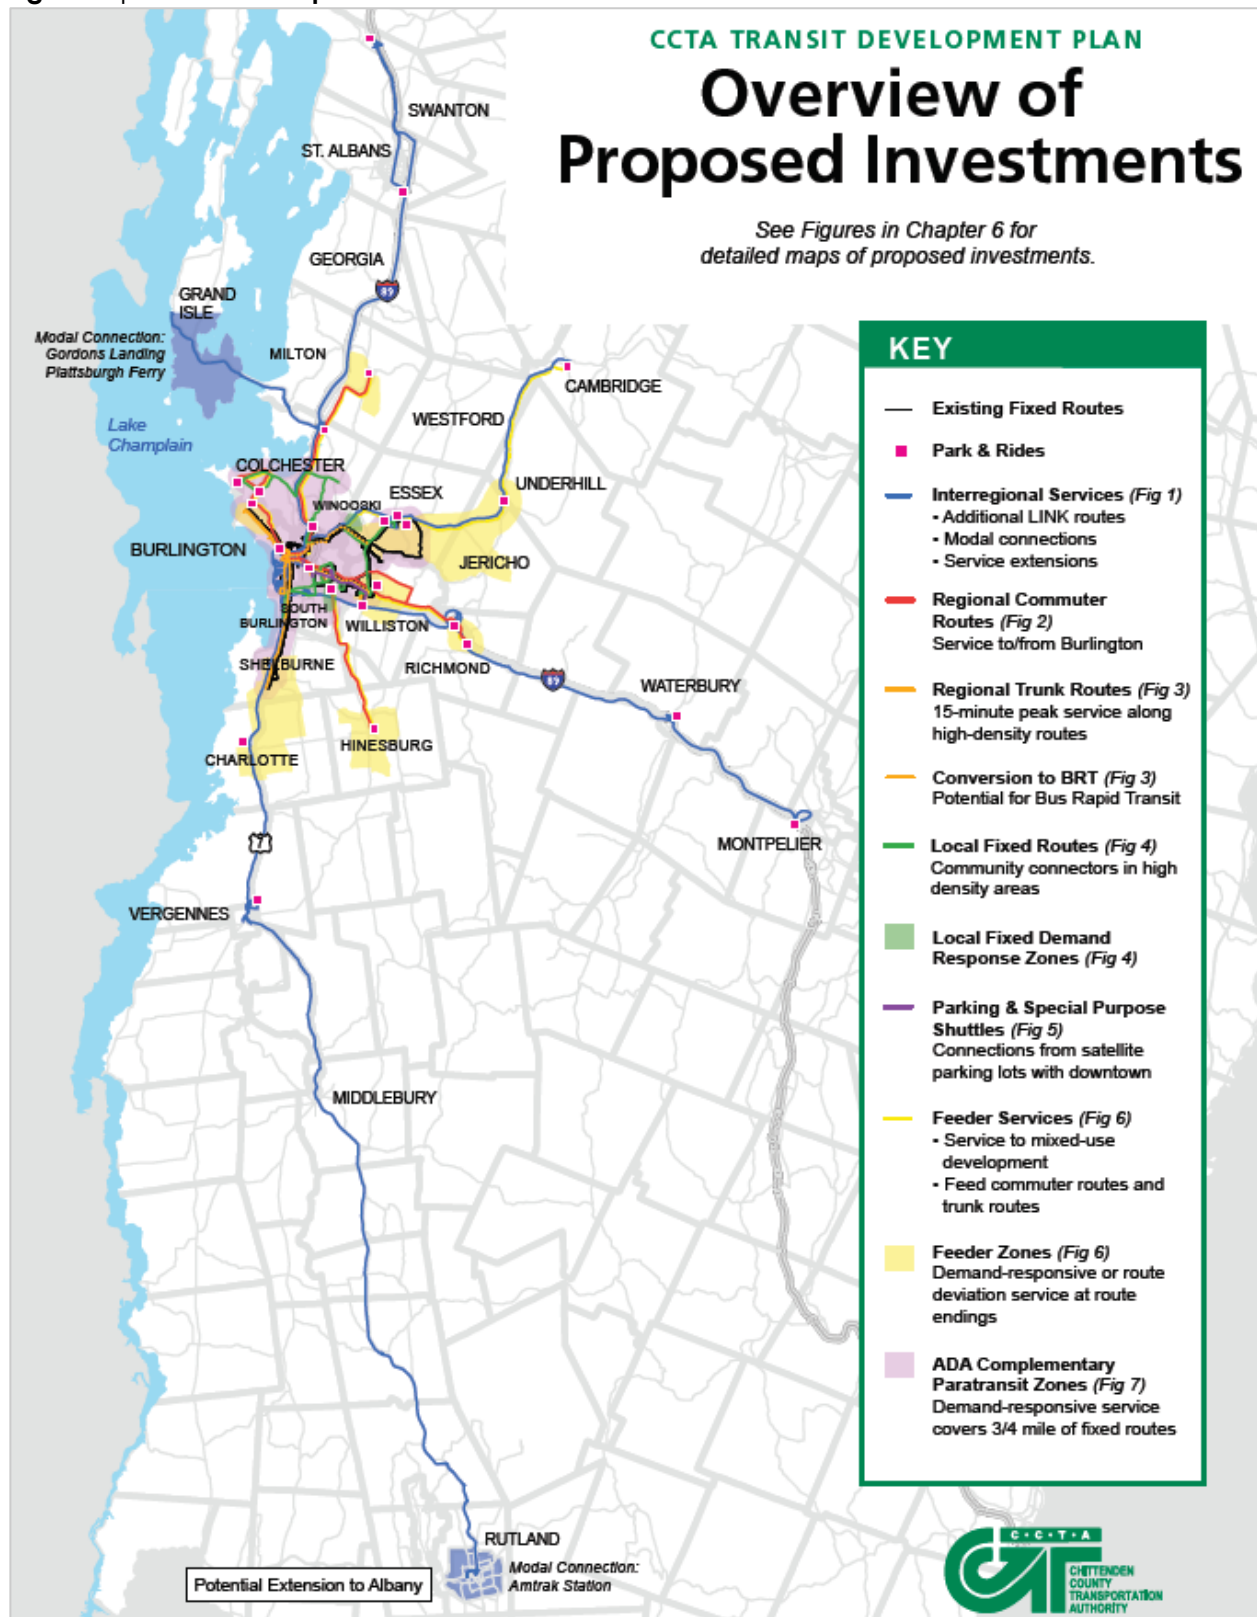 CCTA TRANSIT DEVELOPMENT PLAN
Overview of
Proposed Investments
See Figures in Chapter 6 for
detailed maps of proposed investments.
SWANTON
ST. ALBANS
GEORGIA
89
GRAND
ISLE
Modal Connection:
Gordons Landing
Plattsburgh Ferry
MILTON
CAMBRIDGE
WESTFORD
Lake
Champlain
COLCHESTER
UNDERHILL
ESSEX
WINOOSKI
BURLINGTON
JERICHO
SOUTH
BURLINGTON
WILLISTON
SHELBURNE
RICHMOND
89
WATERBURY
HINESBURG
CHARLOTTE
7
MONTPELIER
VERGENNES
MIDDLEBURY
RUTLAND
Modal Connection:
Amtrak Station
Potential Extension to Albany
KEY
Existing Fixed Routes
Park & Rides
Interregional Services (Fig 1)
▪ Additional LINK routes
▪ Modal connections
▪ Service extensions
Regional Commuter
Routes (Fig 2)
Service to/from Burlington
Regional Trunk Routes (Fig 3)
15-minute peak service along
high-density routes
Conversion to BRT (Fig 3)
Potential for Bus Rapid Transit
Local Fixed Routes (Fig 4)
Community connectors in high
density areas
Local Fixed Demand
Response Zones (Fig 4)
Parking & Special Purpose
Shuttles (Fig 5)
Connections from satellite
parking lots with downtown
Feeder Services (Fig 6)
▪ Service to mixed-use
development
▪ Feed commuter routes and
trunk routes
Feeder Zones (Fig 6)
Demand-responsive or route
deviation service at route
endings
ADA Complementary
Paratransit Zones (Fig 7)
Demand-responsive service
covers 3/4 mile of fixed routes
C·C·T·A
CHITTENDEN
COUNTY
TRANSPORTATION
AUTHORITY